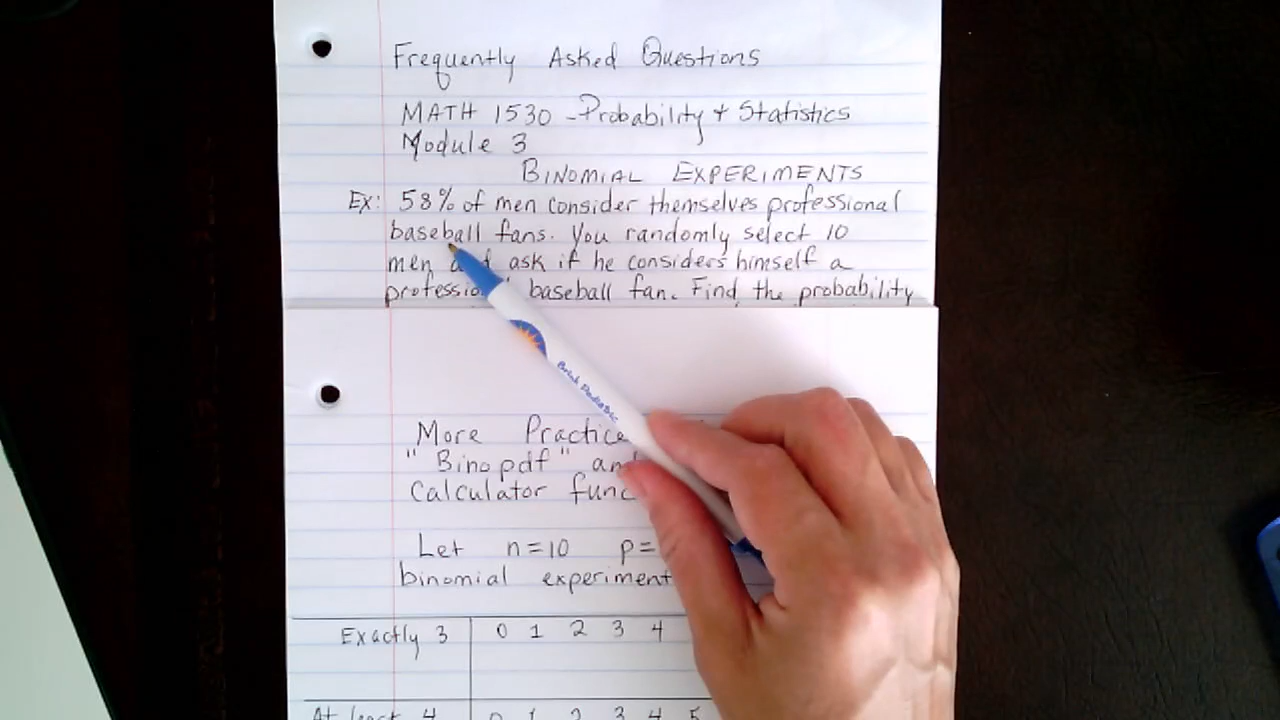 Frequently Asked Questions
MATH 1530 - Probability + Statistics
Module 3
BINOMIAL EXPERIMENTS
Ex: 58% of men consider themselves professional
baseball fans. You randomly select 10
men and ask if he considers himself a
professional baseball fan. Find the probability
More Practice
"Binopdf" and
Calculator func
Let n=10 p=
binomial experiment
Exactly 3 0 1 2 3 4
At least 4 0 1 2 3 4 5